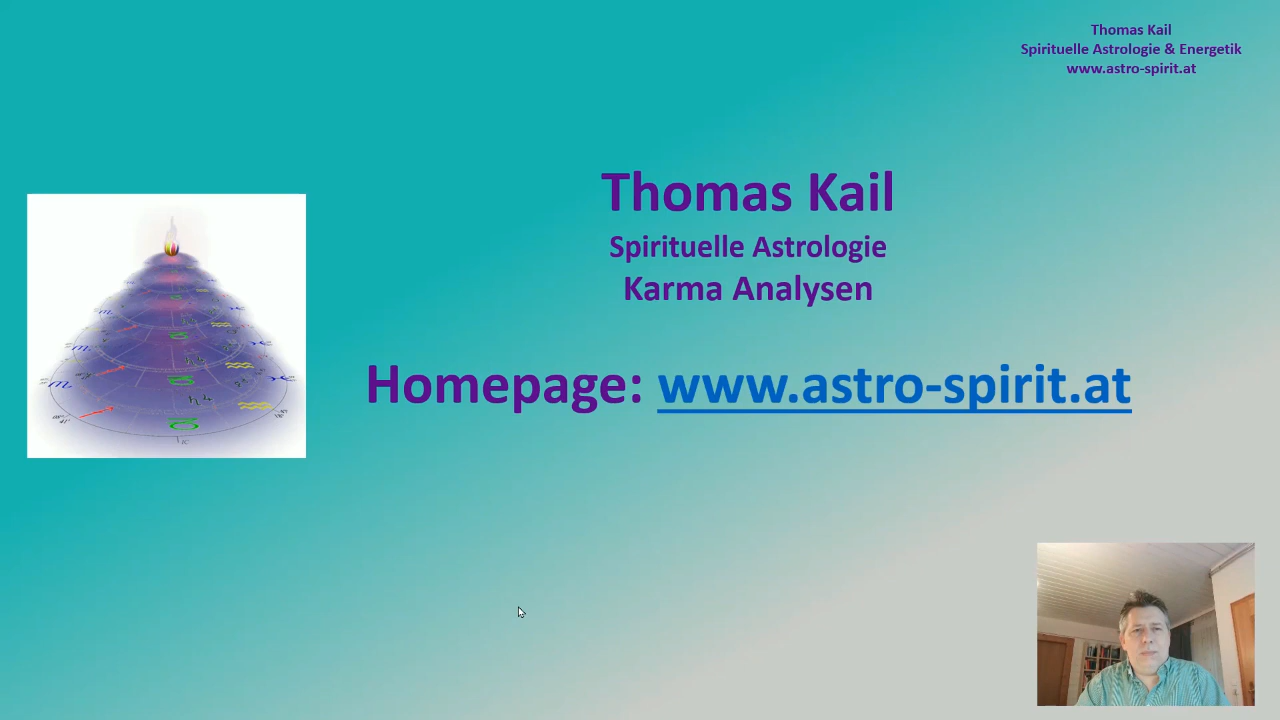 Thomas Kail
Spirituelle Astrologie & Energetik
www.astro-spirit.at
Thomas Kail
Spirituelle Astrologie
Karma Analysen
Homepage: www.astro-spirit.at